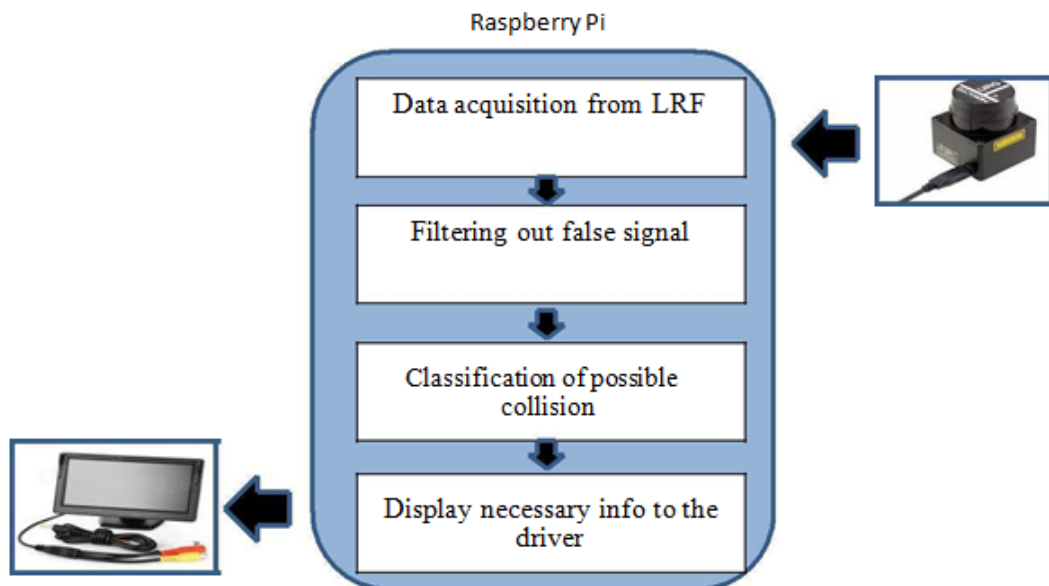 Raspberry Pi
Data acquisition from LRF
Filtering out false signal
Classification of possible
collision
Display necessary info to the
driver